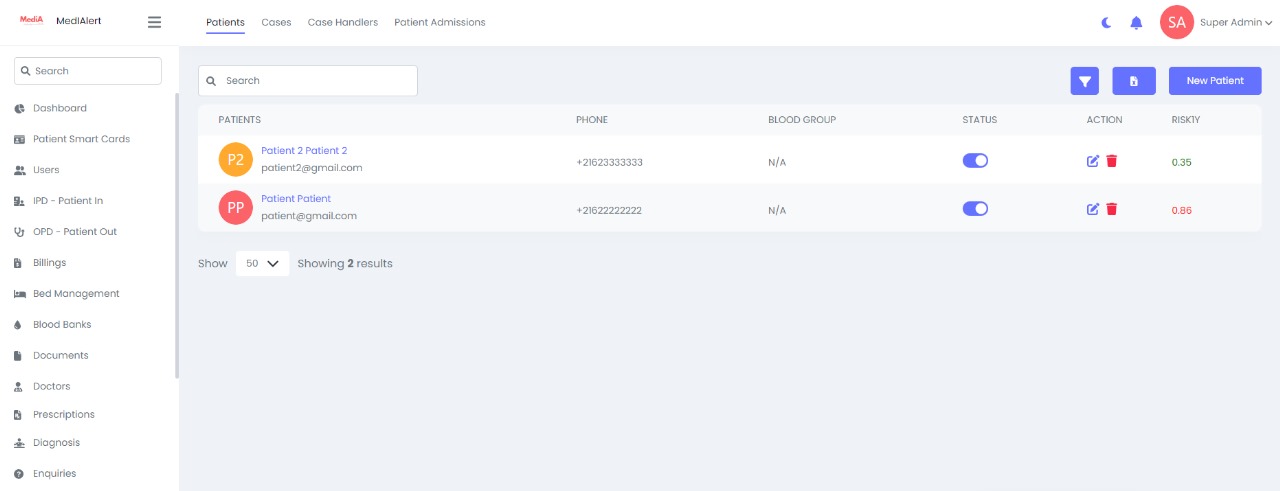 MediA
MedIAlert
Patients Cases Case Handlers Patient Admissions
SA Super Admin
Search
Dashboard
Patient Smart Cards
Users
IPD - Patient In
OPD - Patient Out
Billings
Bed Management
Blood Banks
Documents
Doctors
Prescriptions
Diagnosis
Enquiries
Search
New Patient
PATIENTS PHONE BLOOD GROUP STATUS ACTION RISK1Y
P2 Patient 2 Patient 2
patient2@gmail.com +21623333333 N/A 0.35
PP Patient Patient
patient@gmail.com +21622222222 N/A 0.86
Show 50 Showing 2 results